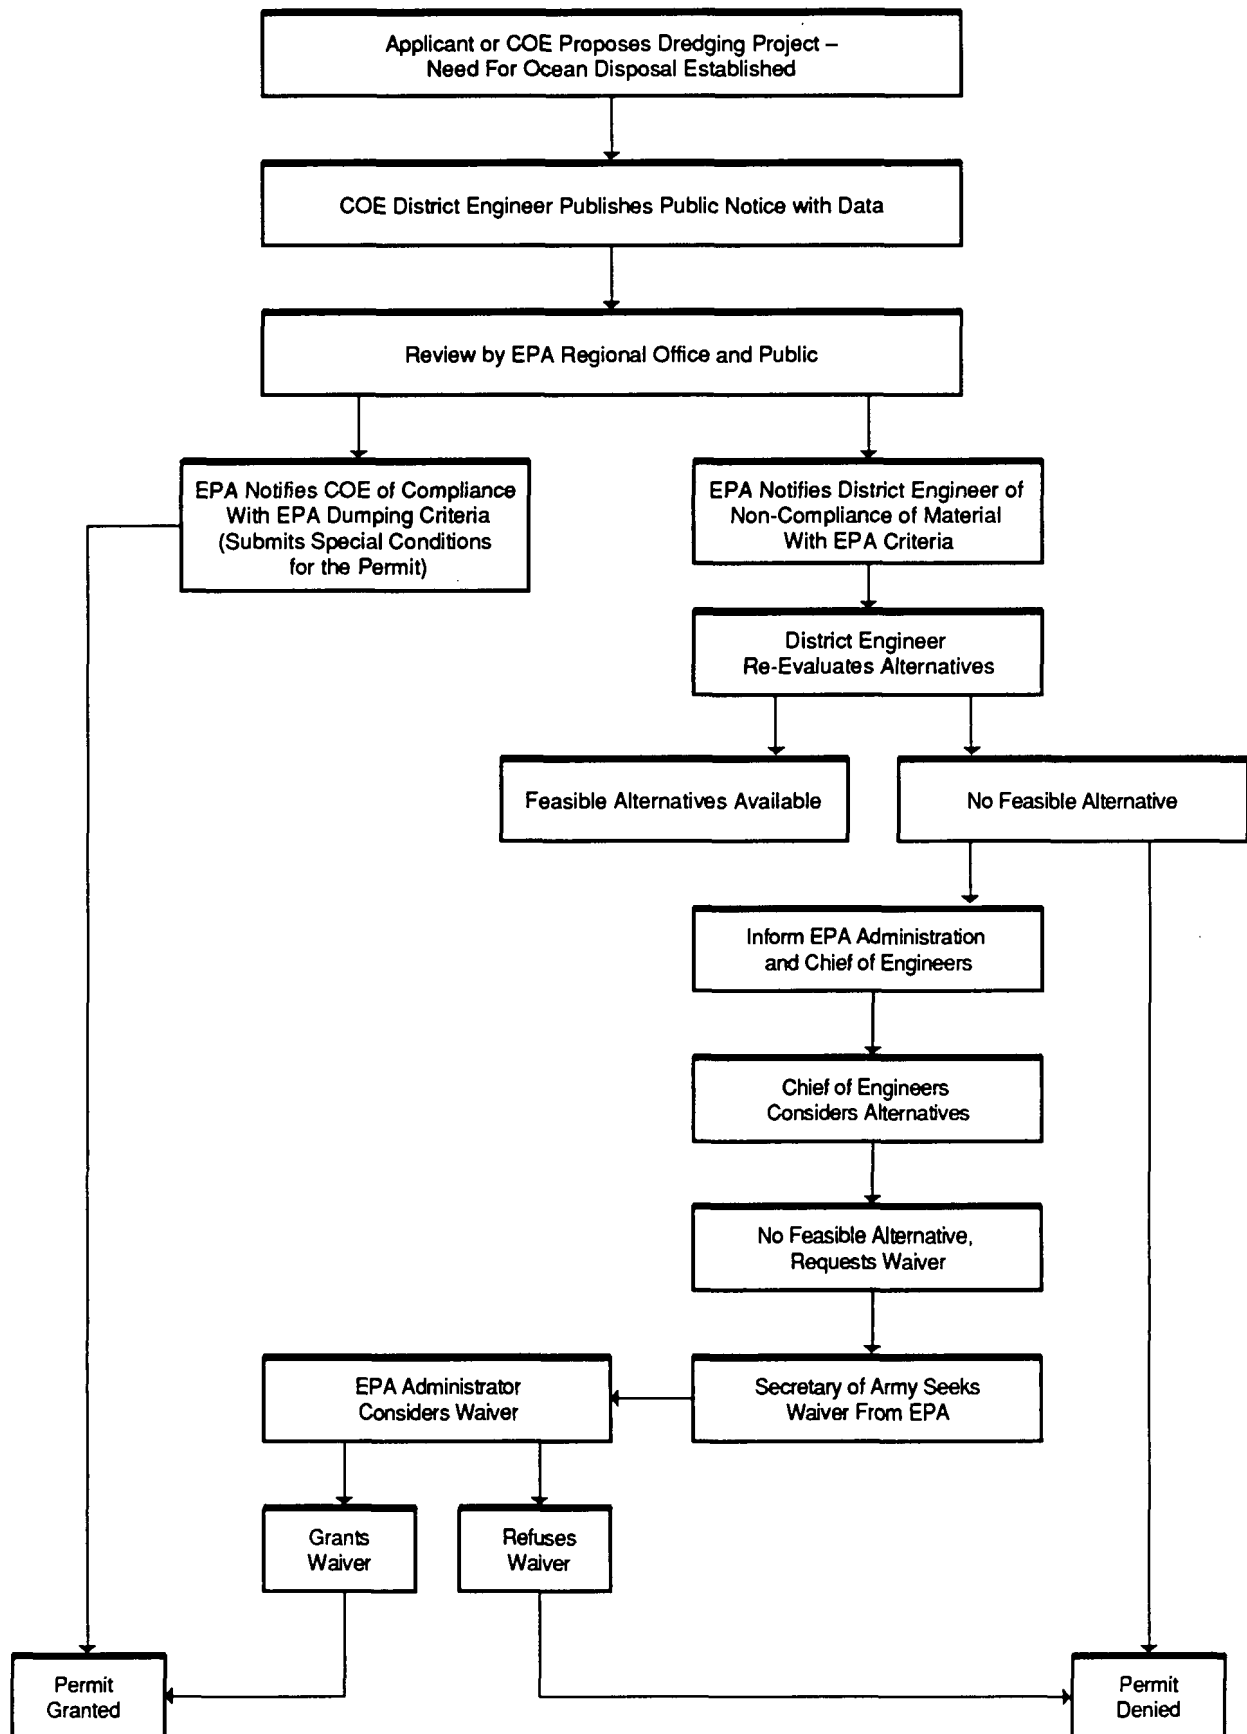 Applicant or COE Proposes Dredging Project –
Need For Ocean Disposal Established
COE District Engineer Publishes Public Notice with Data
Review by EPA Regional Office and Public
EPA Notifies COE of Compliance
With EPA Dumping Criteria
(Submits Special Conditions
for the Permit)
EPA Notifies District Engineer of
Non-Compliance of Material
With EPA Criteria
District Engineer
Re-Evaluates Alternatives
Feasible Alternatives Available
No Feasible Alternative
Inform EPA Administration
and Chief of Engineers
Chief of Engineers
Considers Alternatives
No Feasible Alternative,
Requests Waiver
EPA Administrator
Considers Waiver
Secretary of Army Seeks
Waiver From EPA
Grants
Waiver
Refuses
Waiver
Permit
Granted
Permit
Denied